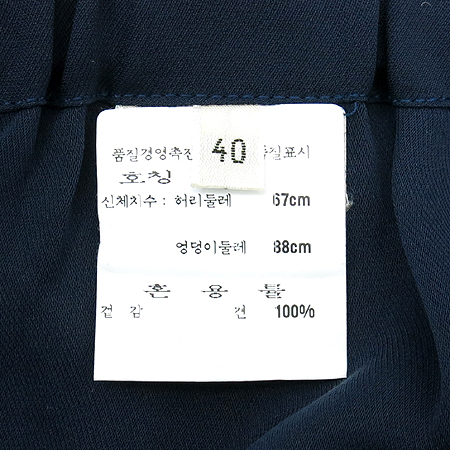 40
품질경영촉진 품질표시
호칭
신체치수 : 허리둘레 67cm
엉덩이둘레 88cm
혼 용 률
겉 감 견 100%